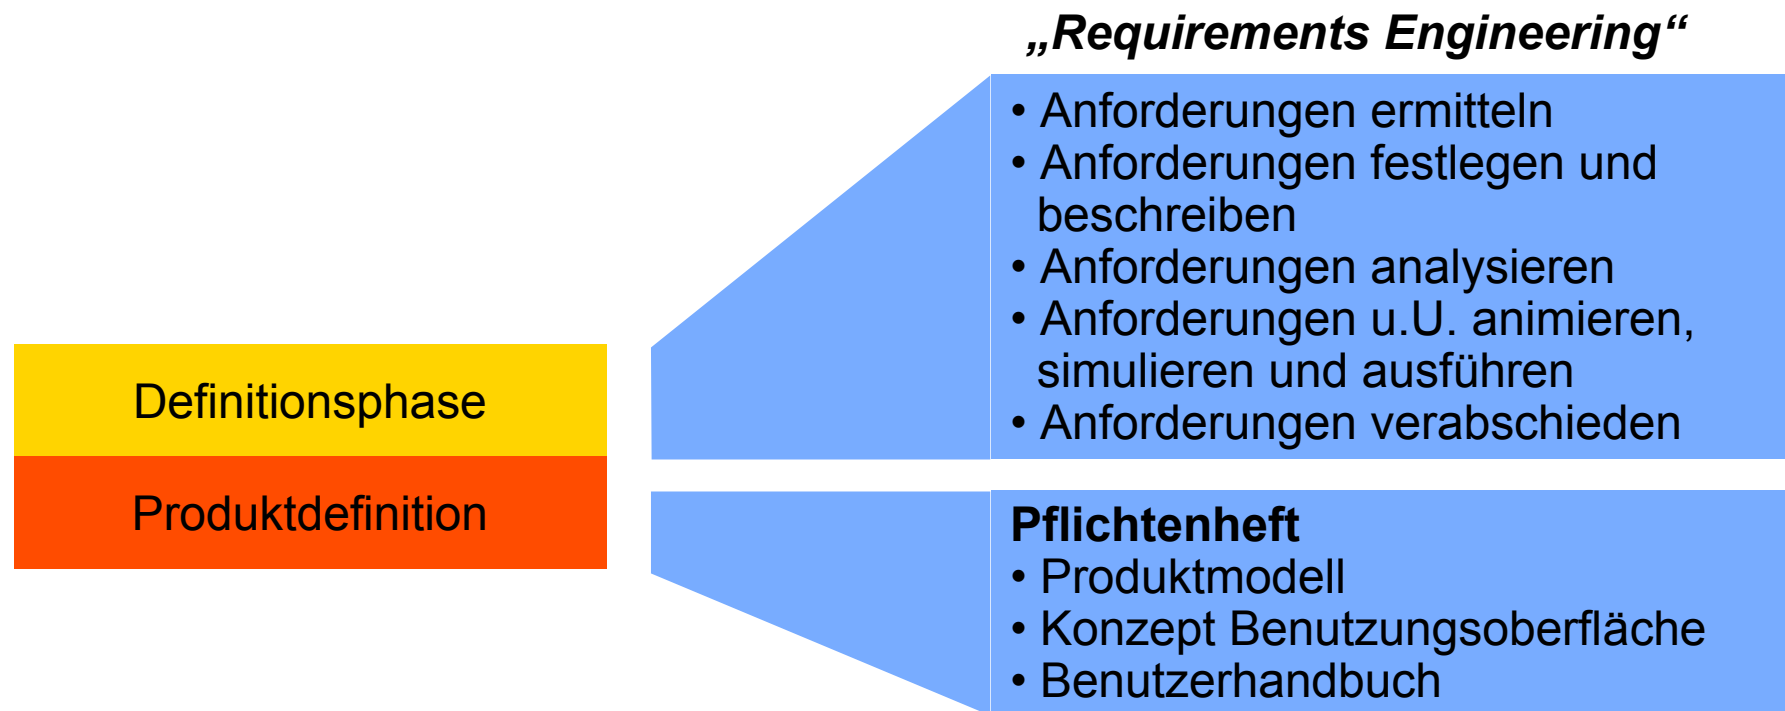 „Requirements Engineering“
• Anforderungen ermitteln
• Anforderungen festlegen und
beschreiben
• Anforderungen analysieren
• Anforderungen u.U. animieren,
simulieren und ausführen
• Anforderungen verabschieden
Definitionsphase
Produktdefinition
Pflichtenheft
• Produktmodell
• Konzept Benutzungsoberfläche
• Benutzerhandbuch